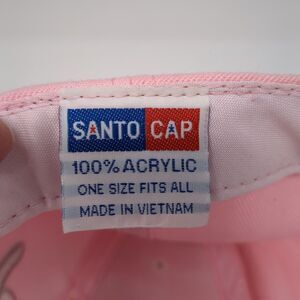 SANTO CAP
100% ACRYLIC
ONE SIZE FITS ALL
MADE IN VIETNAM